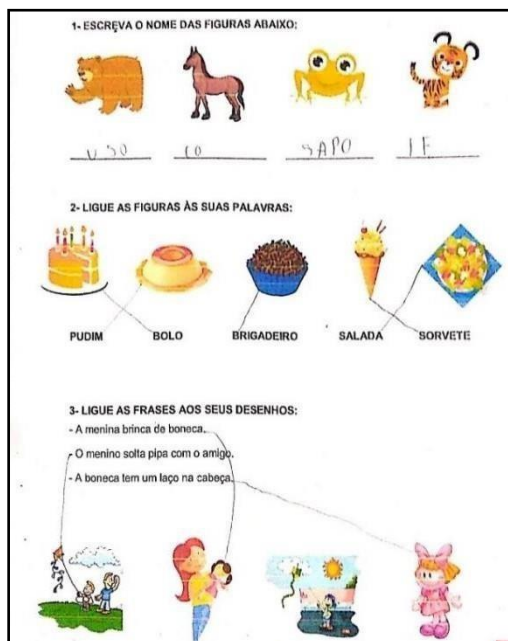 1- ESCREVA O NOME DAS FIGURAS ABAIXO:
USO CO SAPO IF
2- LIGUE AS FIGURAS ÀS SUAS PALAVRAS:
PUDIM BOLO BRIGADEIRO SALADA SORVETE
3- LIGUE AS FRASES AOS SEUS DESENHOS:
- A menina brinca de boneca.
- O menino solta pipa com o amigo.
- A boneca tem um laço na cabeça.